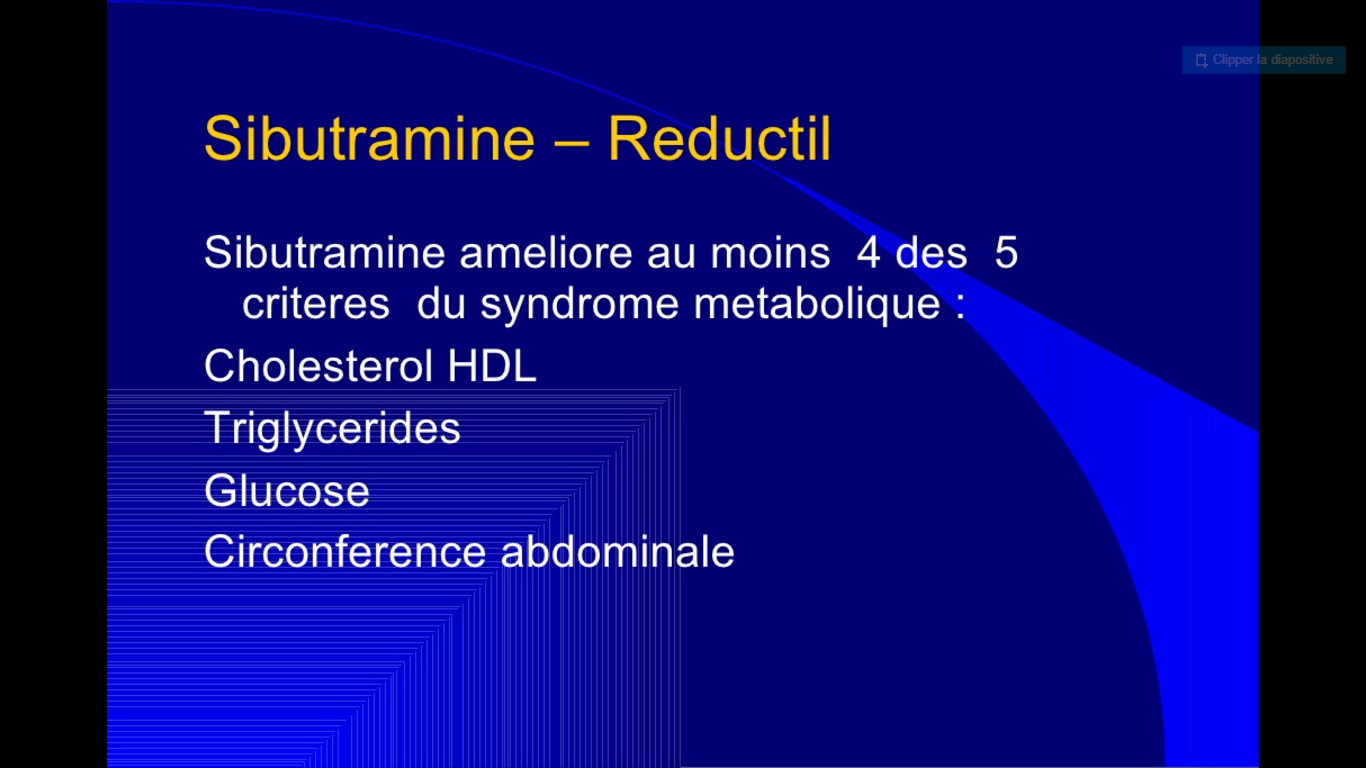 Clipper la diapositive
Sibutramine – Reductil
Sibutramine ameliore au moins  4 des  5
criteres  du syndrome metabolique :
Cholesterol HDL
Triglycerides
Glucose
Circonference abdominale